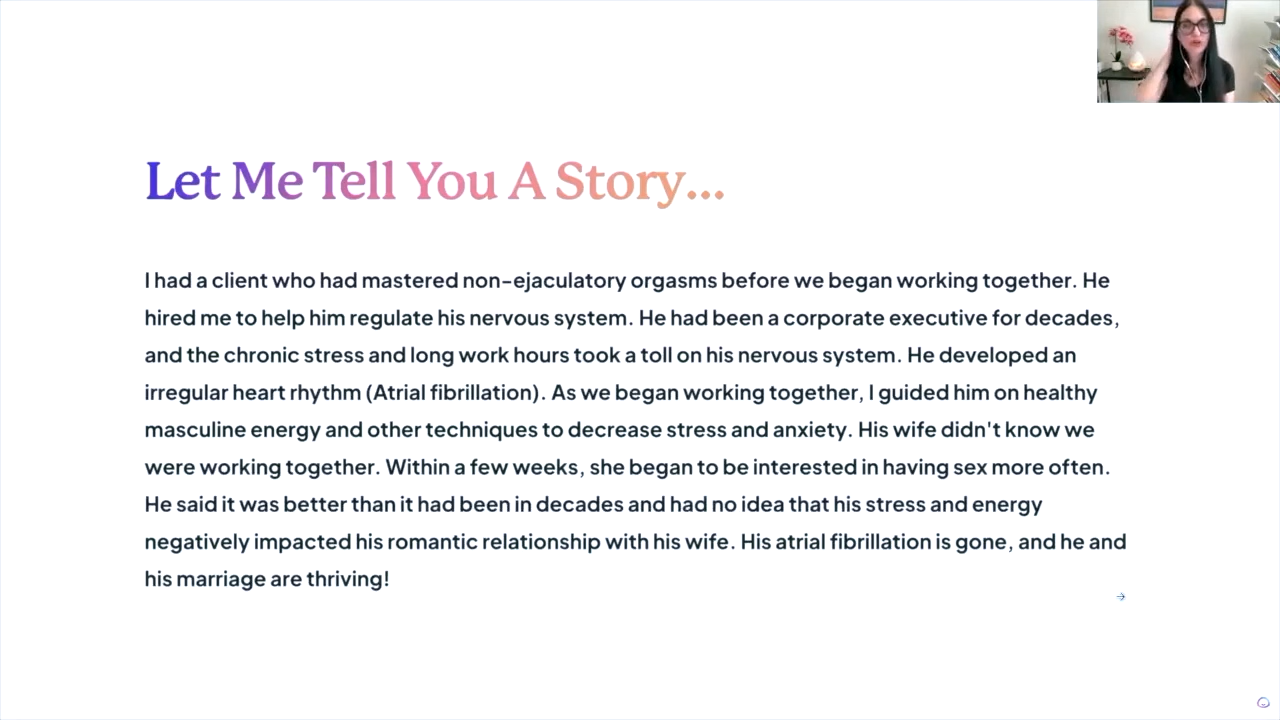 Let Me Tell You A Story...
I had a client who had mastered non-ejaculatory orgasms before we began working together. He
hired me to help him regulate his nervous system. He had been a corporate executive for decades,
and the chronic stress and long work hours took a toll on his nervous system. He developed an
irregular heart rhythm (Atrial fibrillation). As we began working together, I guided him on healthy
masculine energy and other techniques to decrease stress and anxiety. His wife didn't know we
were working together. Within a few weeks, she began to be interested in having sex more often.
He said it was better than it had been in decades and had no idea that his stress and energy
negatively impacted his romantic relationship with his wife. His atrial fibrillation is gone, and he and
his marriage are thriving!